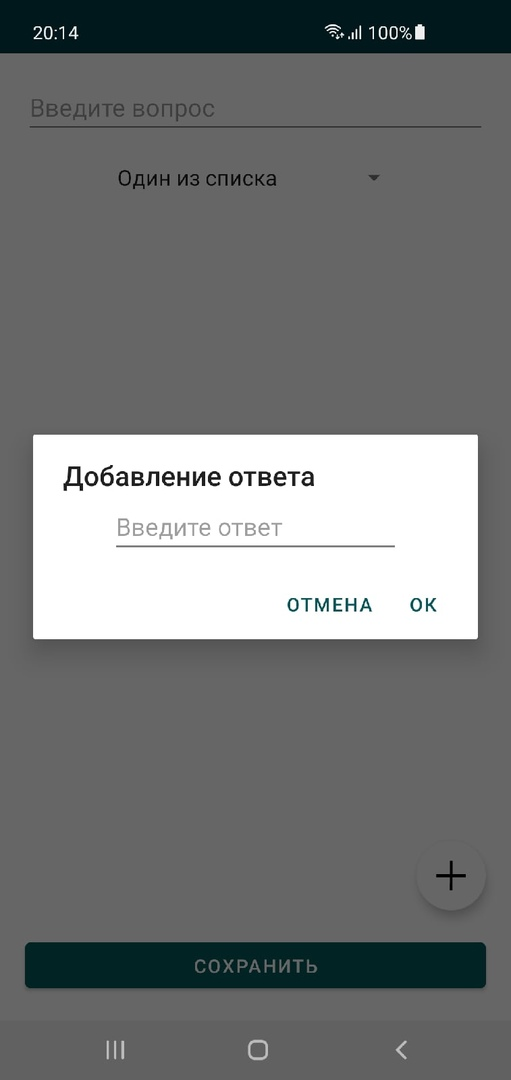 20:14
100%
Введите вопрос
Один из списка
Добавление ответа
Введите ответ
ОТМЕНА ОК
СОХРАНИТЬ